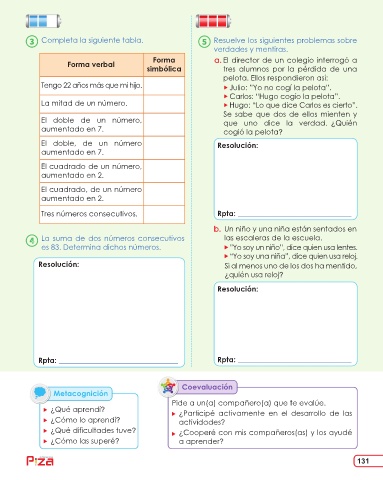 3 Completa la siguiente tabla.
Forma verbal
Forma simbólica
Tengo 22 años más que mi hijo.
La mitad de un número.
El doble de un número, aumentado en 7.
El doble, de un número aumentado en 7.
El cuadrado de un número, aumentado en 2.
El cuadrado, de un número aumentado en 2.
Tres números consecutivos.
4 La suma de dos números consecutivos
es 83. Determina dichos números.
Resolución:
Rpta:
5 Resuelve los siguientes problemas sobre
verdades y mentiras.
a. El director de un colegio interrogó a
tres alumnos por la pérdida de una
pelota. Ellos respondieron así:
▸ Julio: "Yo no cogí la pelota".
▸ Carlos: "Hugo cogió la pelota".
▸ Hugo: "Lo que dice Carlos es cierto".
Se sabe que dos de ellos mienten y
que uno dice la verdad. ¿Quién
cogió la pelota?
Resolución:
Rpta:
b. Un niño y una niña están sentados en
las escaleras de la escuela.
▸ "Yo soy un niño", dice quien usa lentes.
▸ "Yo soy una niña", dice quien usa reloj.
Si al menos uno de los dos ha mentido,
¿quién usa reloj?
Resolución:
Rpta:
Metacognición
▸ ¿Qué aprendí?
▸ ¿Cómo lo aprendí?
▸ ¿Qué dificultades tuve?
▸ ¿Cómo las superé?
Coevaluación
Pide a un(a) compañero(a) que te evalúe.
▸ ¿Participé activamente en el desarrollo de las
actividades?
▸ ¿Cooperé con mis compañeros(as) y los ayudé
a aprender?
Piza
131